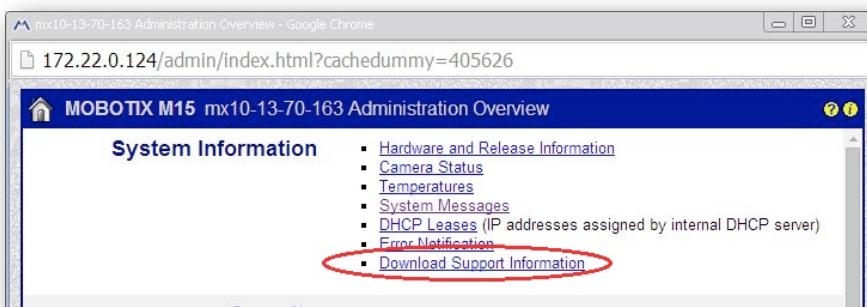 mx10-13-70-163 Administration Overview - Google Chrome
172.22.0.124/admin/index.html?cachedummy=405626
MOBOTIX M15 mx10-13-70-163 Administration Overview
System Information
Hardware and Release Information
Camera Status
Temperatures
System Messages
DHCP Leases (IP addresses assigned by internal DHCP server)
Error Notification
Download Support Information